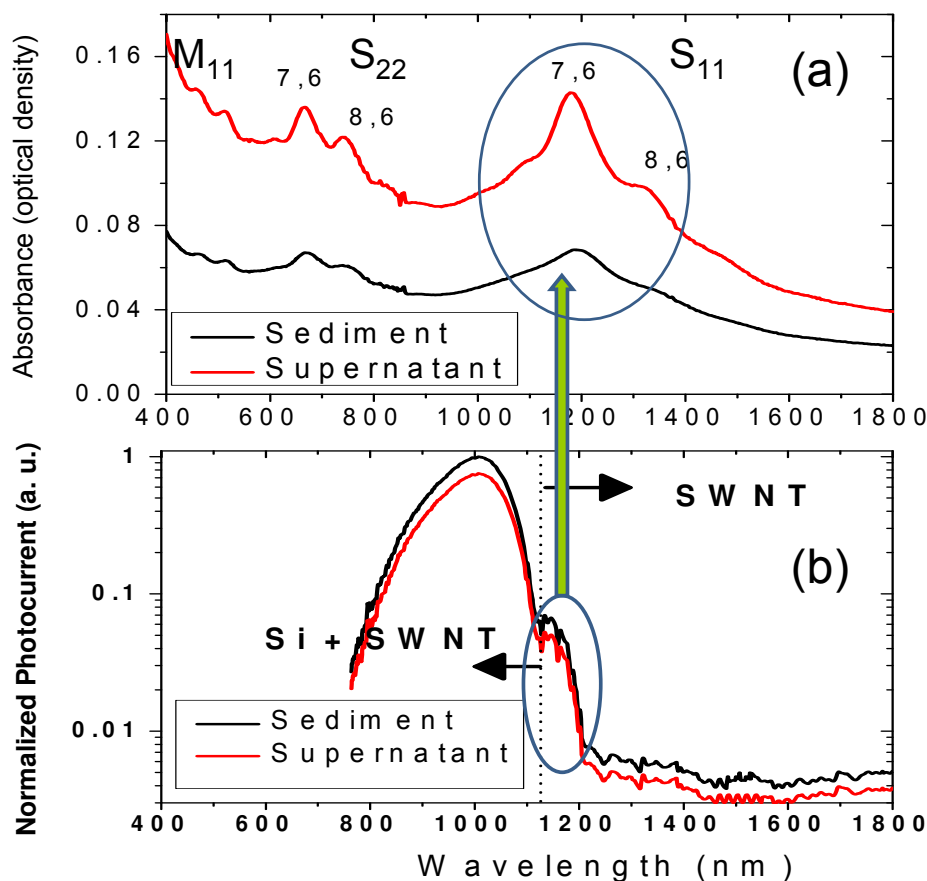 Absorbance (optical density)
0.16
0.12
0.08
0.04
0.00
M11
S22
S11
(a)
7,6
8,6
7,6
8,6
Sediment
Supernatant
400 600 800 1000 1200 1400 1600 1800
Normalized Photocurrent (a. u.)
1
0.1
0.01
SWNT
(b)
Si + SWNT
Sediment
Supernatant
400 600 800 1000 1200 1400 1600 1800
Wavelength (nm)